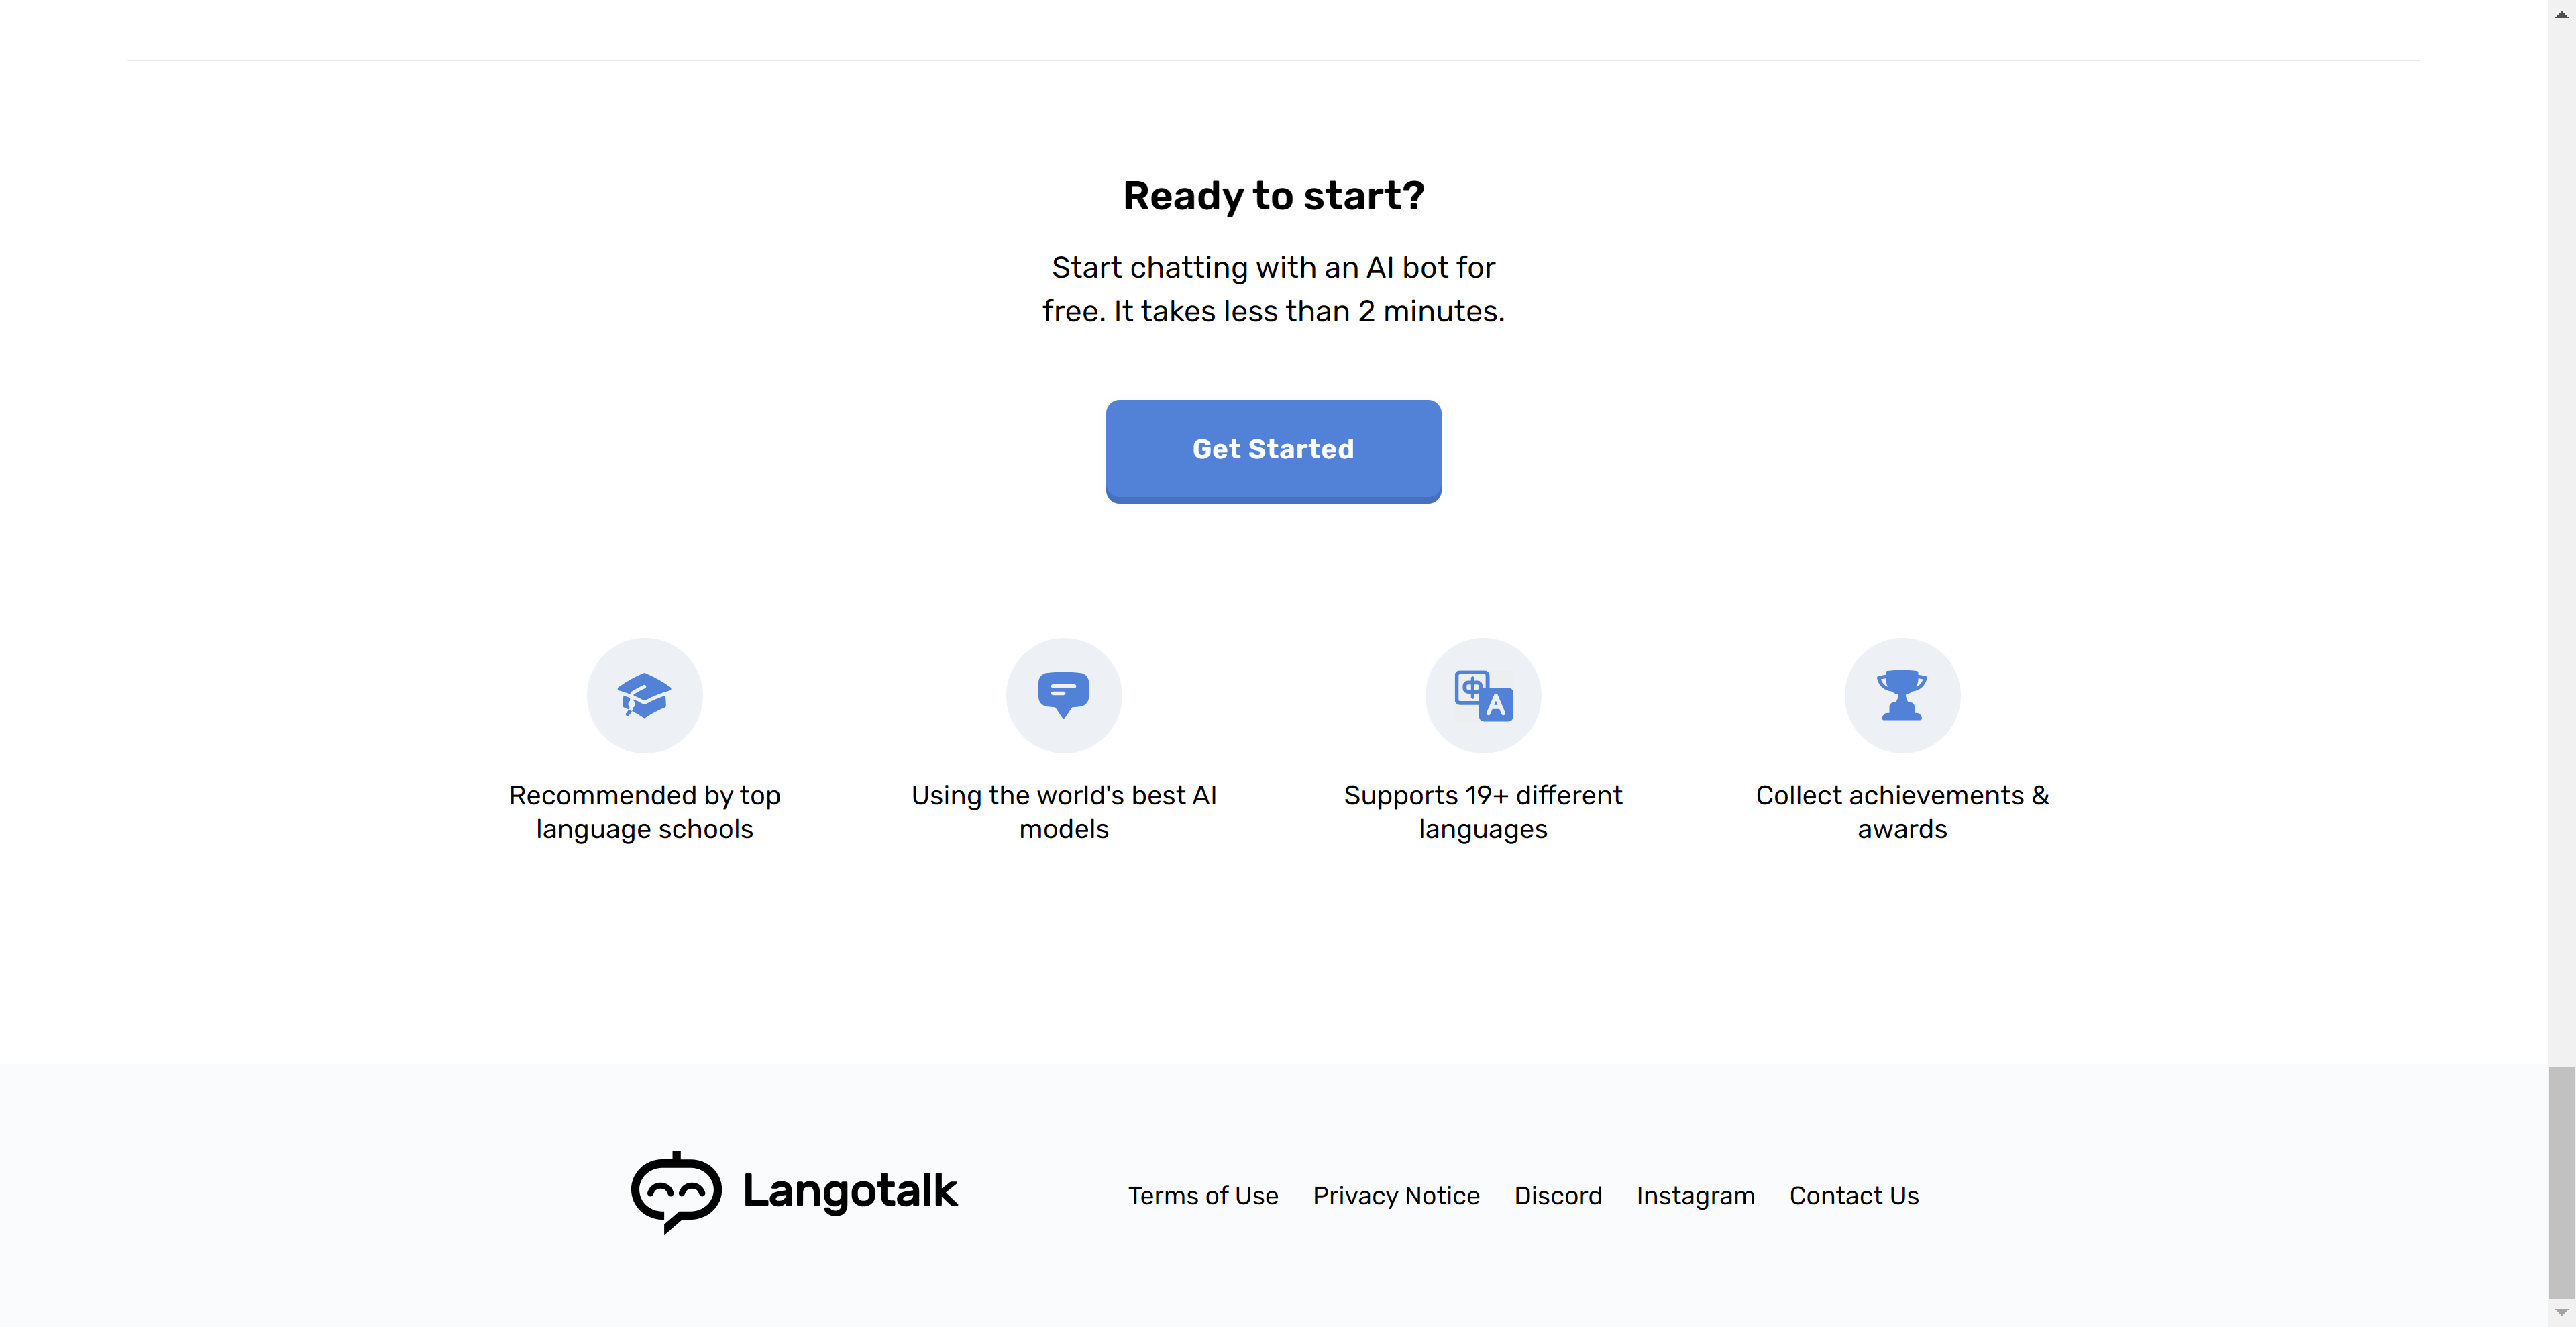 Ready to start?
Start chatting with an AI bot for
free. It takes less than 2 minutes.
Get Started
Recommended by top
language schools
Using the world's best AI
models
中
A
Supports 19+ different
languages
Collect achievements &
awards
Langotalk
Terms of Use Privacy Notice Discord Instagram Contact Us